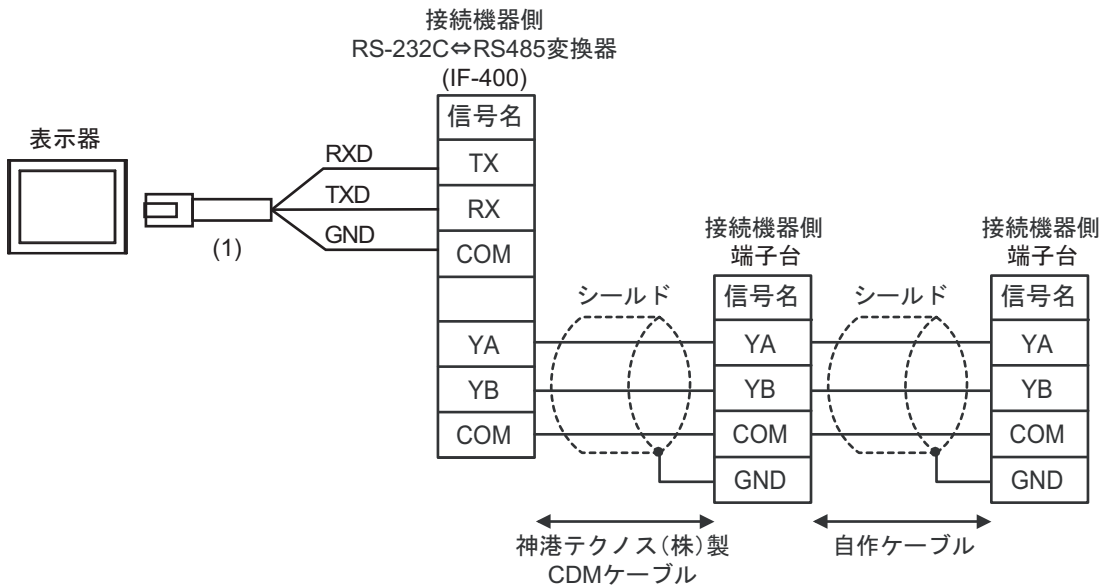 接続機器側
RS-232C⇔RS485変換器
(IF-400)
信号名
表示器
RXD
TX
TXD
RX
(1)
GND
COM
接続機器側
端子台
接続機器側
端子台
シールド
信号名
シールド
信号名
YA
YA
YA
YB
YB
YB
COM
COM
COM
GND
GND
神港テクノス(株)製
CDMケーブル
自作ケーブル